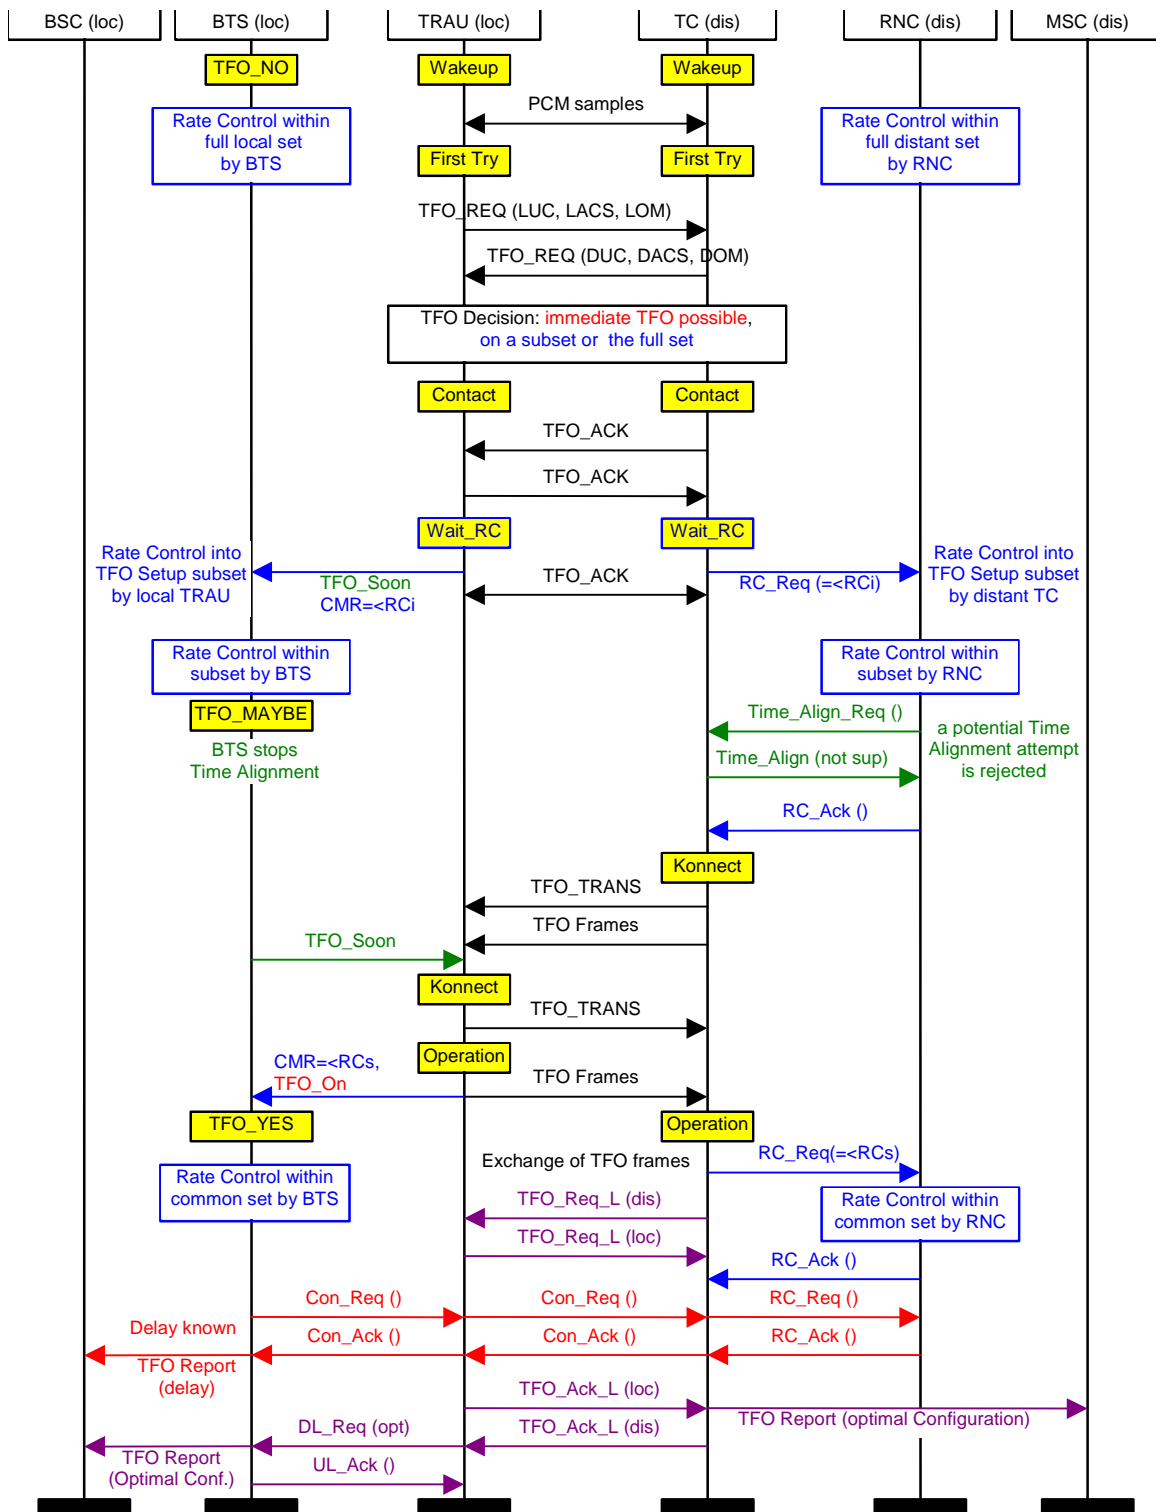 BSC (loc)
BTS (loc)
TRAU (loc)
TC (dis)
RNC (dis)
MSC (dis)
TFO_NO
Wakeup
Wakeup
PCM samples
Rate Control within
full local set
by BTS
Rate Control within
full distant set
by RNC
First Try
First Try
TFO_REQ (LUC, LACS, LOM)
TFO_REQ (DUC, DACS, DOM)
TFO Decision: immediate TFO possible,
on a subset or the full set
Contact
Contact
TFO_ACK
TFO_ACK
Wait_RC
Wait_RC
Rate Control into
TFO Setup subset
by local TRAU
TFO_Soon
CMR=<RCi
TFO_ACK
RC_Req (=<RCi)
Rate Control into
TFO Setup subset
by distant TC
Rate Control within
subset by BTS
Rate Control within
subset by RNC
TFO_MAYBE
BTS stops
Time Alignment
Time_Align_Req ()
Time_Align (not sup)
a potential Time
Alignment attempt
is rejected
RC_Ack ()
Konnect
TFO_TRANS
TFO Frames
TFO_Soon
Konnect
TFO_TRANS
Operation
CMR=<RCs,
TFO_On
TFO Frames
TFO_YES
Operation
Exchange of TFO frames
RC_Req(=<RCs)
Rate Control within
common set by BTS
TFO_Req_L (dis)
Rate Control within
common set by RNC
TFO_Req_L (loc)
RC_Ack ()
Con_Req ()
Con_Req ()
RC_Req ()
Delay known
Con_Ack ()
Con_Ack ()
RC_Ack ()
TFO Report
(delay)
TFO_Ack_L (loc)
TFO Report (optimal Configuration)
DL_Req (opt)
TFO_Ack_L (dis)
TFO Report
(Optimal Conf.)
UL_Ack ()